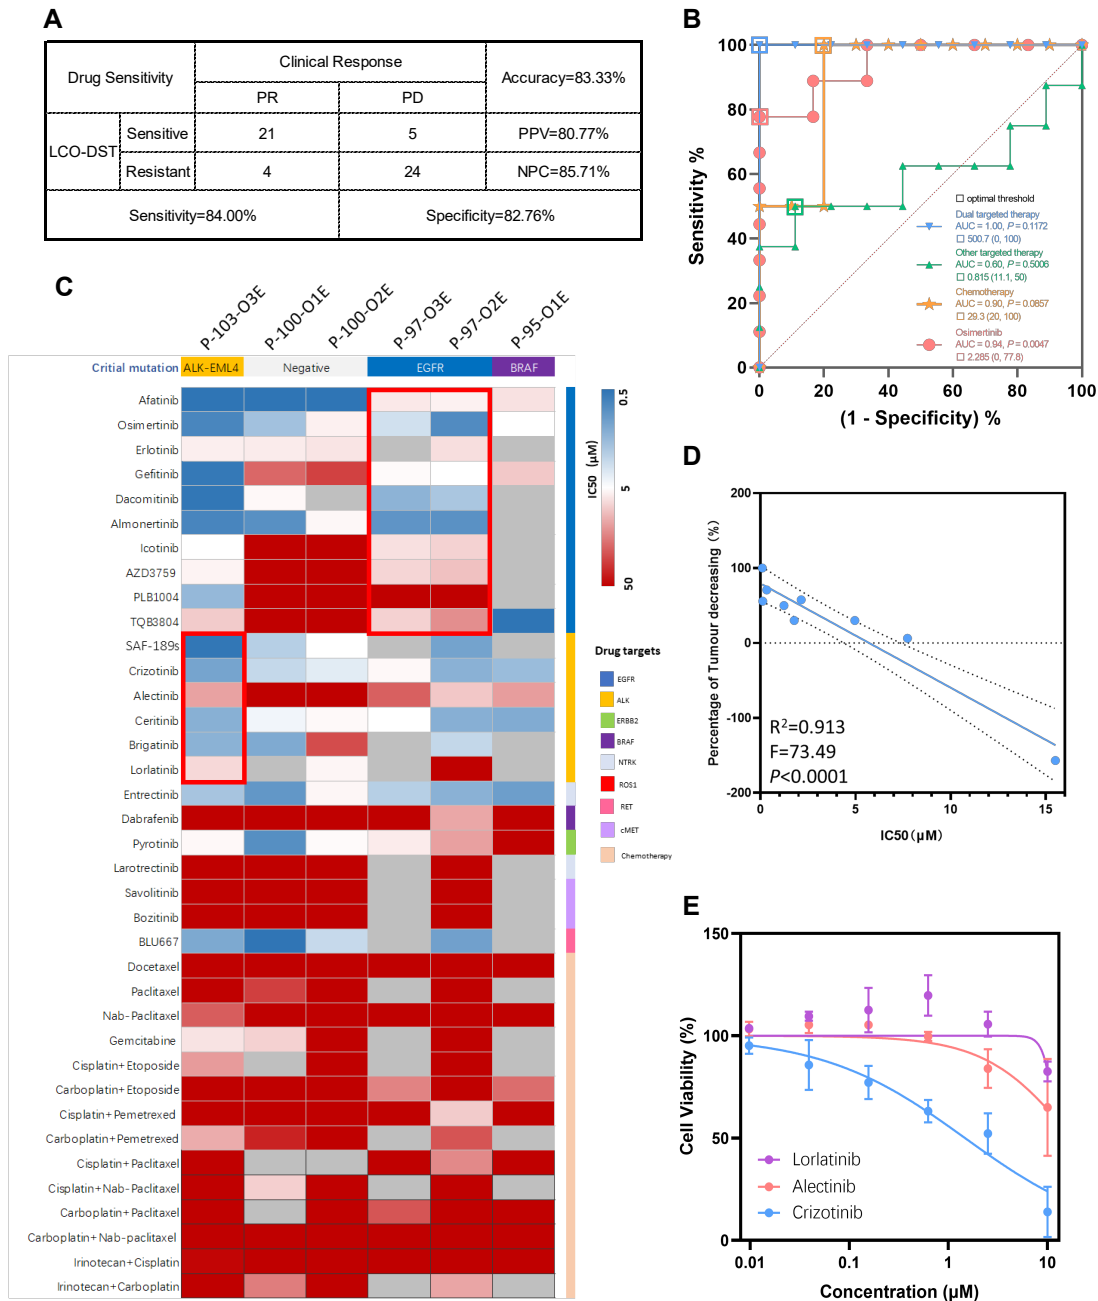 A
Drug Sensitivity
Clinical Response
Accuracy=83.33%
PR
PD
LCO-DST
Sensitive
21
5
PPV=80.77%
Resistant
4
24
NPC=85.71%
Sensitivity=84.00%
Specificity=82.76%
B
Sensitivity %
100
80
60
40
20
0
0
20
40
60
80
100
(1 - Specificity) %
optimal threshold
Dual targeted therapy
AUC = 1.00, P = 0.1172
500.7 (0, 100)
Other targeted therapy
AUC = 0.60, P = 0.5006
0.815 (11.1, 50)
Chemotherapy
AUC = 0.90, P = 0.0857
29.3 (20, 100)
Osimertinib
AUC = 0.94, P = 0.0047
2.285 (0, 77.8)
C
P-103-O3E
P-100-O1E
P-100-O2E
P-97-O3E
P-97-O2E
P-95-O1E
Critial mutation
ALK-EML4
Negative
EGFR
BRAF
Afatinib
Osimertinib
Erlotinib
Gefitinib
Dacomitinib
Almonertinib
Icotinib
AZD3759
PLB1004
TQB3804
SAF-189s
Crizotinib
Alectinib
Ceritinib
Brigatinib
Lorlatinib
Entrectinib
Dabrafenib
Pyrotinib
Larotrectinib
Savolitinib
Bozitinib
BLU667
Docetaxel
Paclitaxel
Nab-Paclitaxel
Gemcitabine
Cisplatin+Etoposide
Carboplatin+Etoposide
Cisplatin+Pemetrexed
Carboplatin+Pemetrexed
Cisplatin+Paclitaxel
Cisplatin+Nab-Paclitaxel
Carboplatin+Paclitaxel
Carboplatin+Nab-paclitaxel
Irinotecan+Cisplatin
Irinotecan+Carboplatin
IC50 (μM)
0.5
5
50
Drug targets
EGFR
ALK
ERBB2
BRAF
NTRK
ROS1
RET
cMET
Chemotherapy
D
Percentage of Tumour decreasing (%)
200
100
0
-100
-200
R²=0.913
F=73.49
P<0.0001
0
5
10
15
IC50(μM)
E
Cell Viability (%)
150
100
50
0
Lorlatinib
Alectinib
Crizotinib
0.01
0.1
1
10
Concentration (μM)